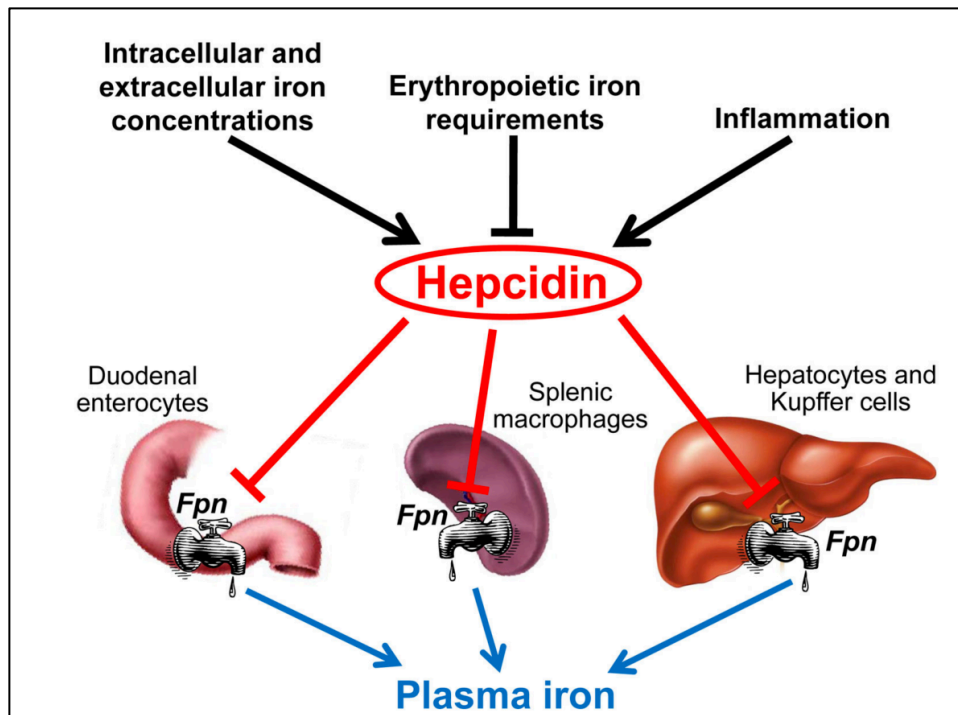 Intracellular and
extracellular iron
concentrations
Erythropoietic iron
requirements
Inflammation
Hepcidin
Duodenal
enterocytes
Splenic
macrophages
Hepatocytes and
Kupffer cells
Fpn
Fpn
Fpn
Plasma iron